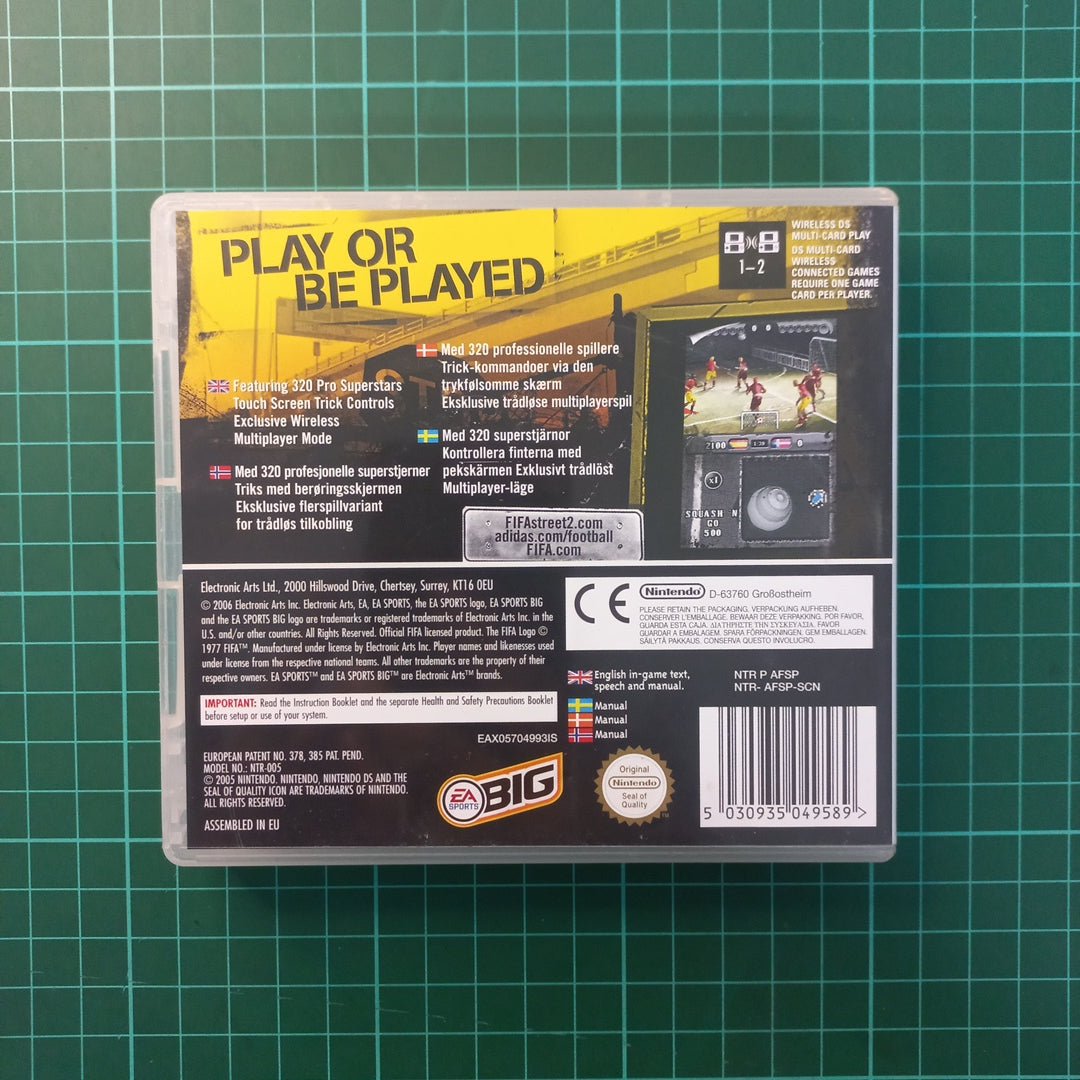 PLAY OR
BE PLAYED
1-2
WIRELESS DS
MULTI-CARD PLAY
DS MULTI-CARD
WIRELESS
CONNECTED GAMES
REQUIRE ONE GAME
CARD PER PLAYER.
Featuring 320 Pro Superstars
Touch Screen Trick Controls
Exclusive Wireless
Multiplayer Mode
Med 320 profesjonelle superstjerner
Triks med berøringsskjermen
Eksklusive flerspillvariant
for trådløs tilkobling
Med 320 professionelle spillere
Trick-kommandoer via den
trykfølsomme skærm
Eksklusive trådløse multiplayerspil
Med 320 superstjärnor
Kontrollera finterna med
pekskärmen Exklusivt trådlöst
Multiplayer-läge
2100
1:39
0
x1
SQUASH N
GO
500
FIFAstreet2.com
adidas.com/football
FIFA.com
Electronic Arts Ltd., 2000 Hillswood Drive, Chertsey, Surrey, KT16 0EU
© 2006 Electronic Arts Inc. Electronic Arts, EA, EA SPORTS, the EA SPORTS logo, EA SPORTS BIG
and the EA SPORTS BIG logo are trademarks or registered trademarks of Electronic Arts Inc. in the
U.S. and/or other countries. All Rights Reserved. Official FIFA licensed product. The FIFA Logo ©
1977 FIFA™. Manufactured under license by Electronic Arts Inc. Player names and likenesses used
under license from the respective national teams. All other trademarks are the property of their
respective owners. EA SPORTS™ and EA SPORTS BIG™ are Electronic Arts™ brands.
IMPORTANT: Read the Instruction Booklet and the separate Health and Safety Precautions Booklet
before setup or use of your system.
EAX05704993IS
EUROPEAN PATENT NO. 378, 385 PAT. PEND.
MODEL NO.: NTR-005
© 2005 NINTENDO. NINTENDO, NINTENDO DS AND THE
SEAL OF QUALITY ICON ARE TRADEMARKS OF NINTENDO.
ALL RIGHTS RESERVED.
ASSEMBLED IN EU
EA
SPORTS
BIG
CE
Nintendo D-63760 Großostheim
PLEASE RETAIN THE PACKAGING. VERPACKUNG AUFHEBEN.
CONSERVER L'EMBALLAGE. BEWAAR DEZE VERPAKKING. POR FAVOR,
GUARDA ESTA CAJA. ΔΙΑΤΗΡΗΣΤΕ ΤΗΝ ΣΥΣΚΕΥΑΣΙΑ. FAVOR
GUARDAR A EMBALAGEM. SPARA FÖRPACKNINGEN. GEM EMBALLAGEN.
SÄILYTÄ PAKKAUS. CONSERVA QUESTO INVOLUCRO.
English in-game text,
speech and manual.
Manual
Manual
Manual
NTR P AFSP
NTR- AFSP-SCN
Original
Nintendo
Seal of
Quality
TM
5 030935 049589 >